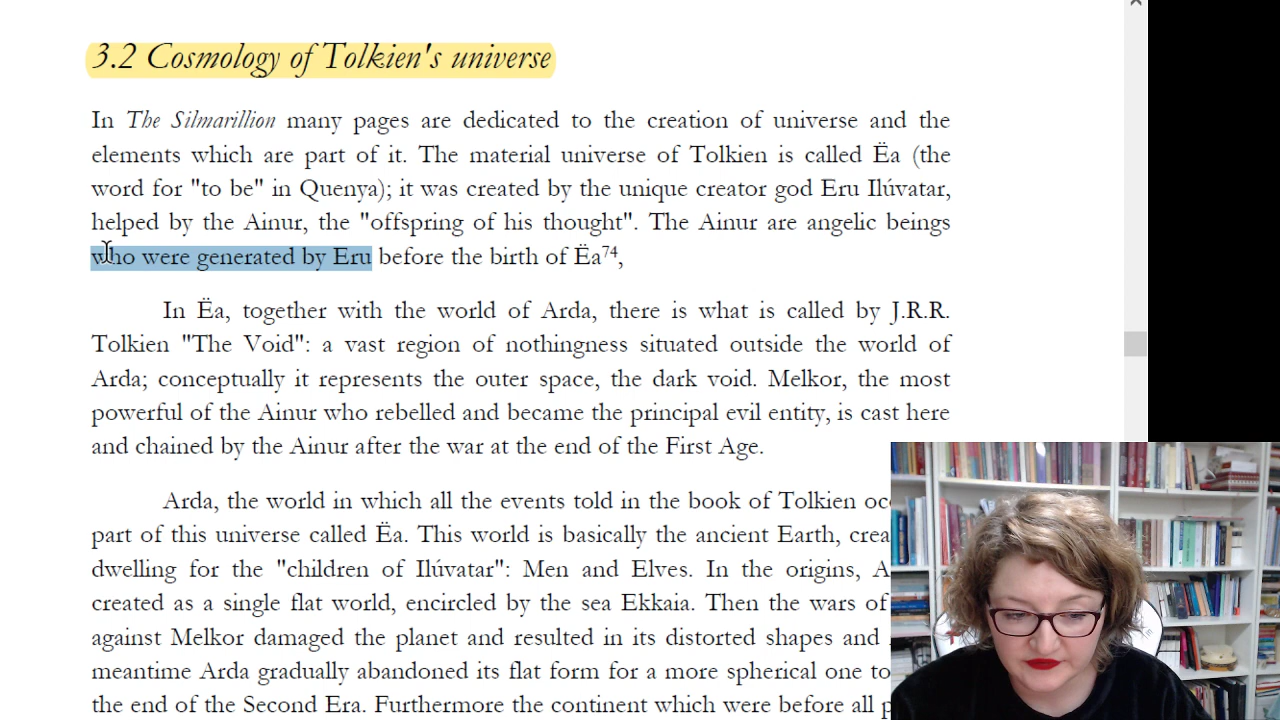 3.2 Cosmology of Tolkien's universe
In The Silmarillion many pages are dedicated to the creation of universe and the
elements which are part of it. The material universe of Tolkien is called Ëa (the
word for "to be" in Quenya); it was created by the unique creator god Eru Ilúvatar,
helped by the Ainur, the "offspring of his thought". The Ainur are angelic beings
who were generated by Eru before the birth of Ëa⁷⁴,
In Ëa, together with the world of Arda, there is what is called by J.R.R.
Tolkien "The Void": a vast region of nothingness situated outside the world of
Arda; conceptually it represents the outer space, the dark void. Melkor, the most
powerful of the Ainur who rebelled and became the principal evil entity, is cast here
and chained by the Ainur after the war at the end of the First Age.
Arda, the world in which all the events told in the book of Tolkien
part of this universe called Ëa. This world is basically the ancient Earth,
dwelling for the "children of Ilúvatar": Men and Elves. In the origins,
created as a single flat world, encircled by the sea Ekkaia. Then the wars of
against Melkor damaged the planet and resulted in its distorted shapes and
meantime Arda gradually abandoned its flat form for a more spherical one
the end of the Second Era. Furthermore the continent which were before all